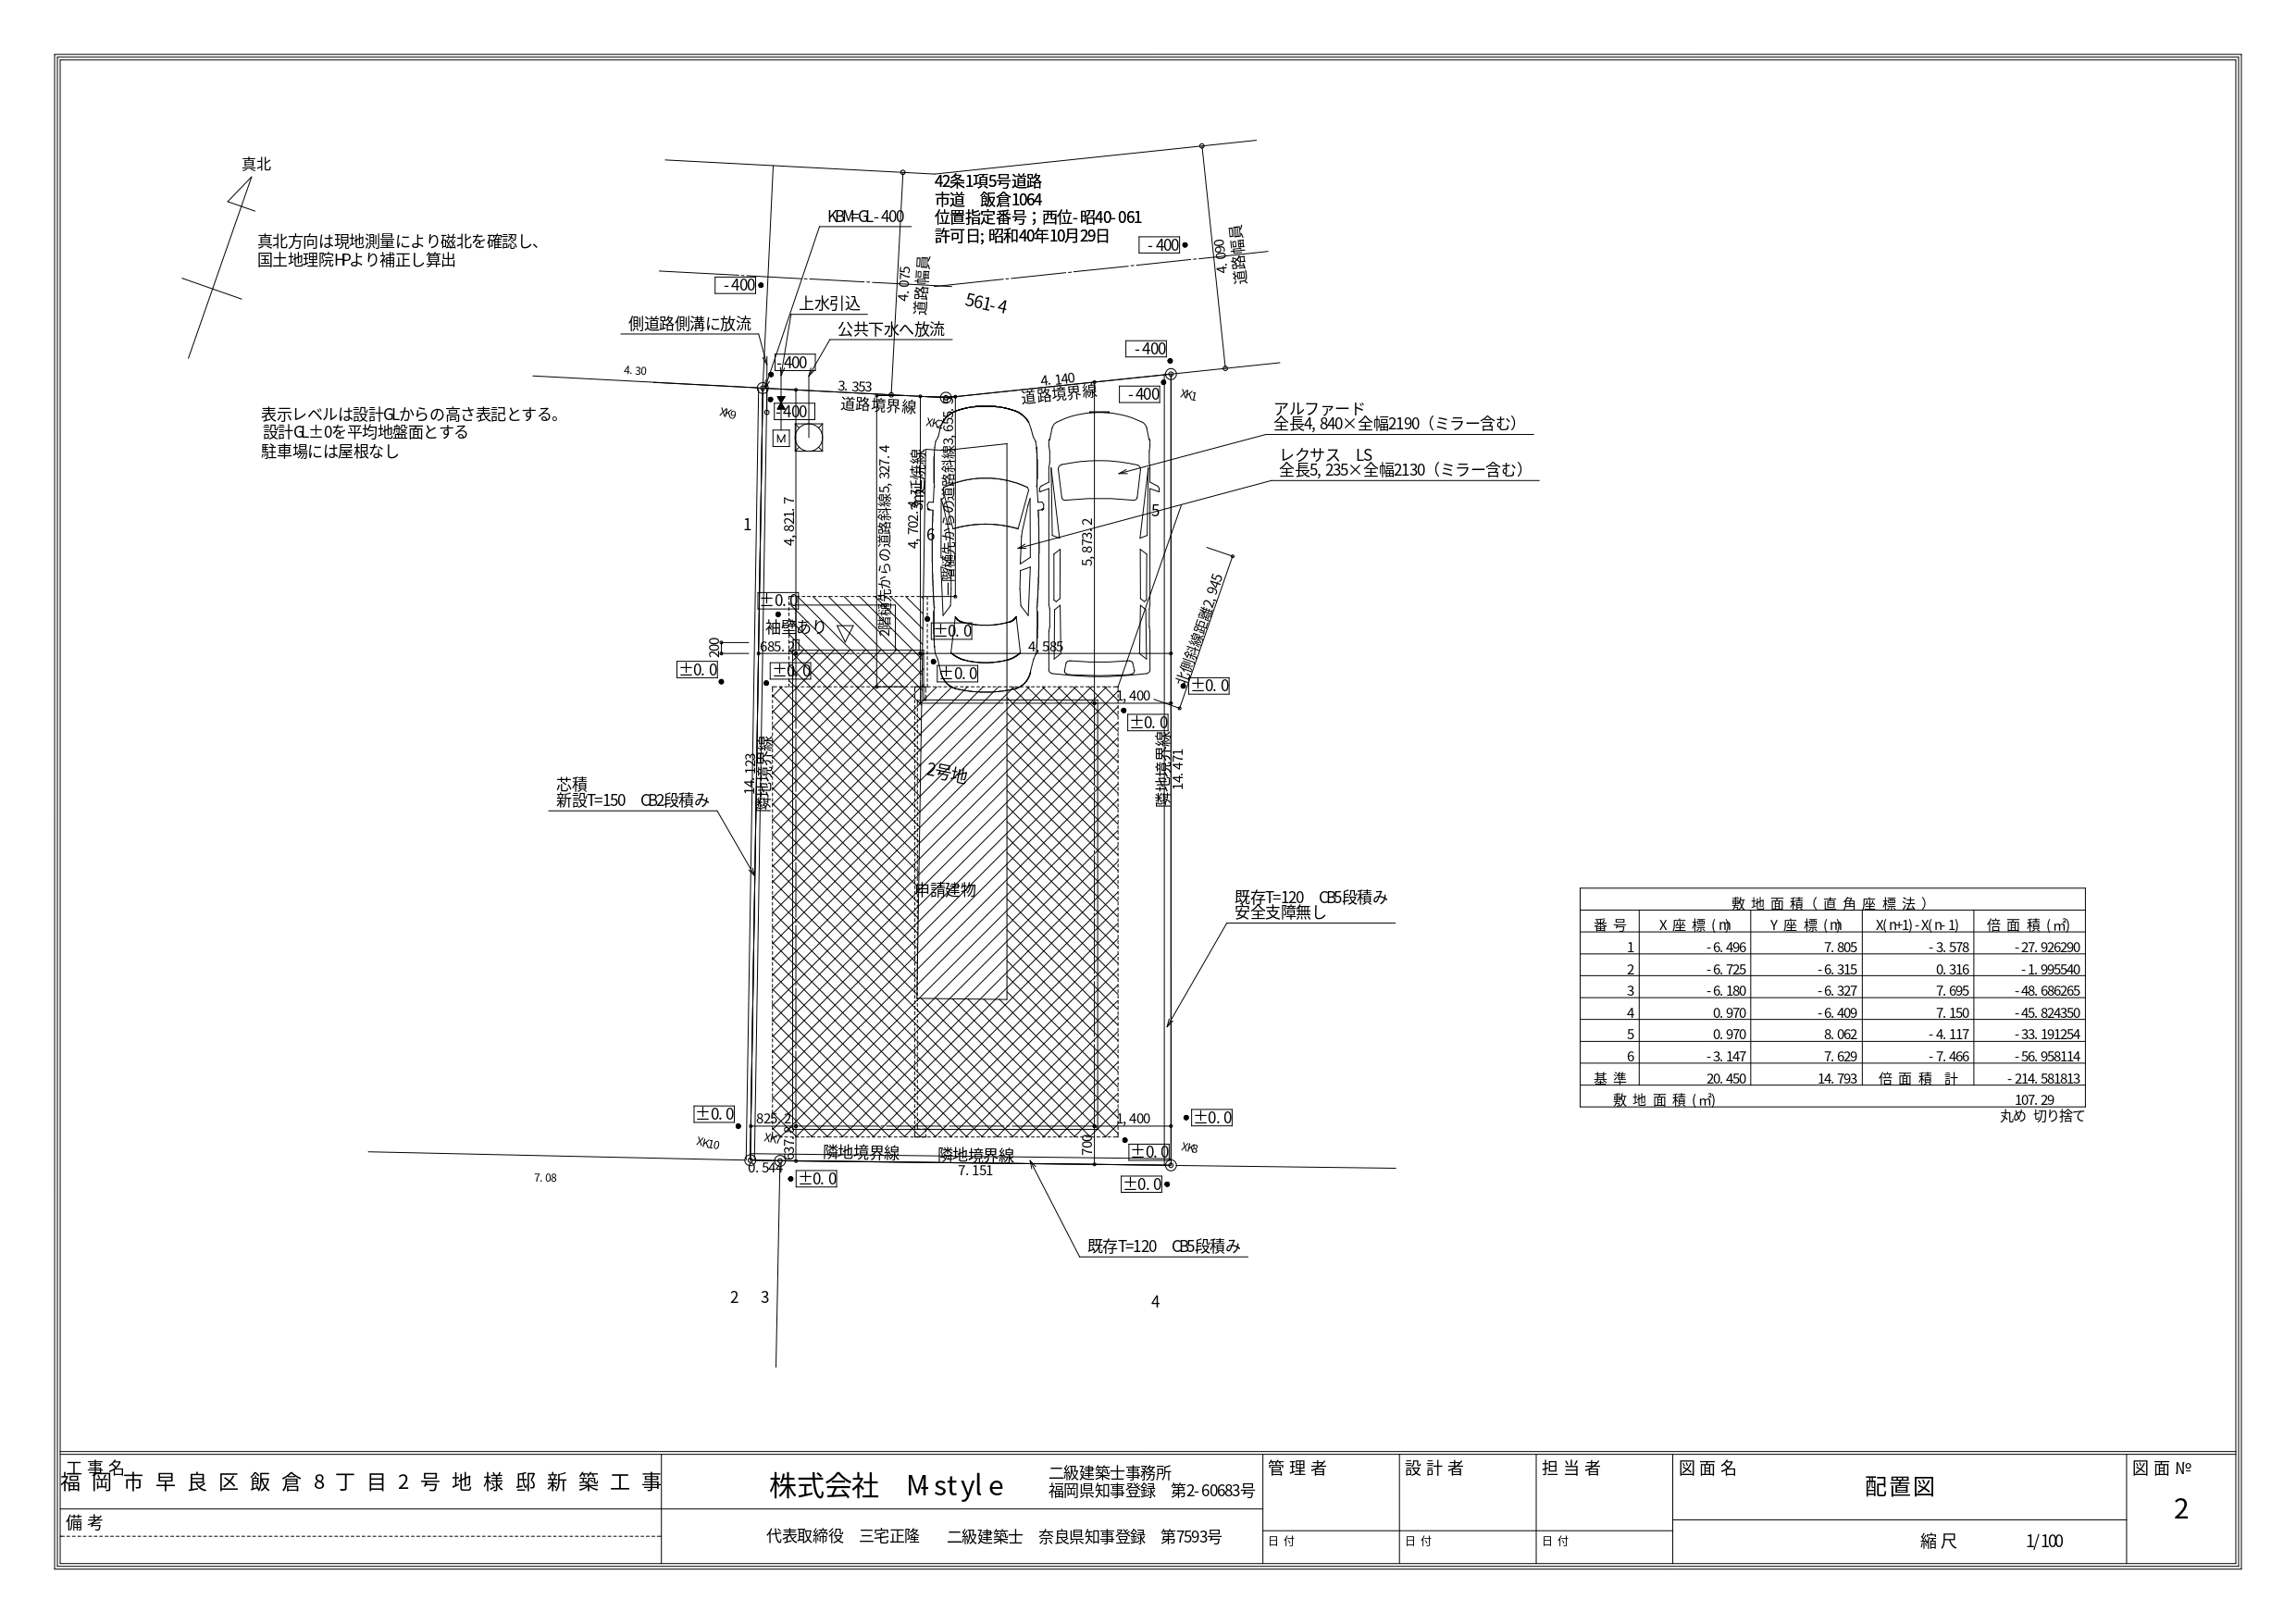 真北
真北方向は現地測量により磁北を確認し、
国土地理院HPより補正し算出
表示レベルは設計GLからの高さ表記とする。
設計GL±0を平均地盤面とする
駐車場には屋根なし
42条1項5号道路
市道　飯倉1064
位置指定番号；西位-昭40-061
許可日;昭和40年10月29日
KBM=GL-400
-400
4.090
道路幅員
4.075
道路幅員
-400
561-4
上水引込
側道路側溝に放流
公共下水へ放流
-400
-400
4.30
3.353
道路境界線
4.140
道路境界線
-400
-400
XK9
XK1
M
アルファード
全長4,840×全幅2190（ミラー含む）
レクサス　LS
全長5,235×全幅2130（ミラー含む）
1
4,821.7
2階樋先からの道路斜線5,327.4
3m延焼線
6
5,873.2
5
北側斜線距離2,945
±0.0
袖壁あり
±0.0
200
685.2
4,585
±0.0
±0.0
±0.0
±0.0
1,400
±0.0
14.123
隣地境界線
2号地
隣地境界線
14.471
芯積
新設T=150　CB2段積み
申請建物
既存T=120　CB5段積み
安全支障無し
敷地面積(直角座標法)
番号 X座標(m) Y座標(m) X(n+1)-X(n-1) 倍面積(㎡)
1 -6.496 7.805 -3.578 -27.926290
2 -6.725 -6.315 0.316 -1.995540
3 -6.180 -6.327 7.695 -48.686265
4 0.970 -6.409 7.150 -45.824350
5 0.970 8.062 -4.117 -33.191254
6 -3.147 7.629 -7.466 -56.958114
基準 20.450 14.793 倍面積 計 -214.581813
敷地面積(㎡) 107.29
丸め 切り捨て
±0.0
825.2
1,400
±0.0
XK10
XK7
637.8
隣地境界線
隣地境界線
700
±0.0
XK8
0.544
7.151
7.08
±0.0
±0.0
既存T=120　CB5段積み
2
3
4
工事名
福岡市早良区飯倉8丁目2号地様邸新築工事
備考
株式会社　M-style
二級建築士事務所
福岡県知事登録　第2-60683号
代表取締役　三宅正隆　　二級建築士　奈良県知事登録　第7593号
管理者
日付
設計者
日付
担当者
日付
図面名
配置図
縮尺 1/100
図面№
2